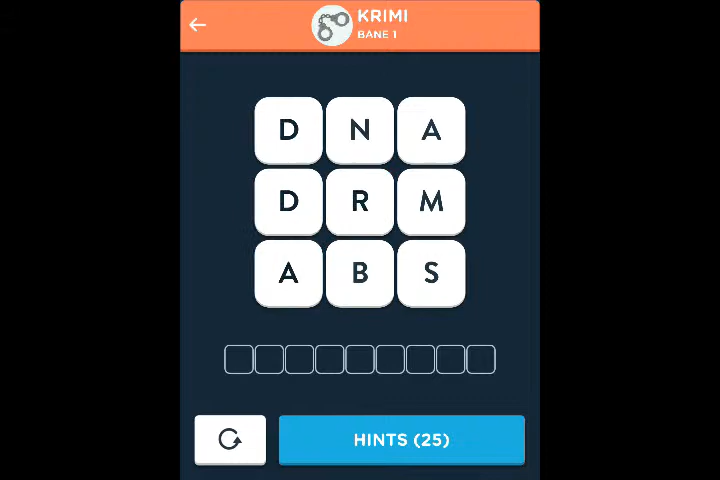 KRIMI
BANE 1
D N A
D R M
A B S
HINTS (25)